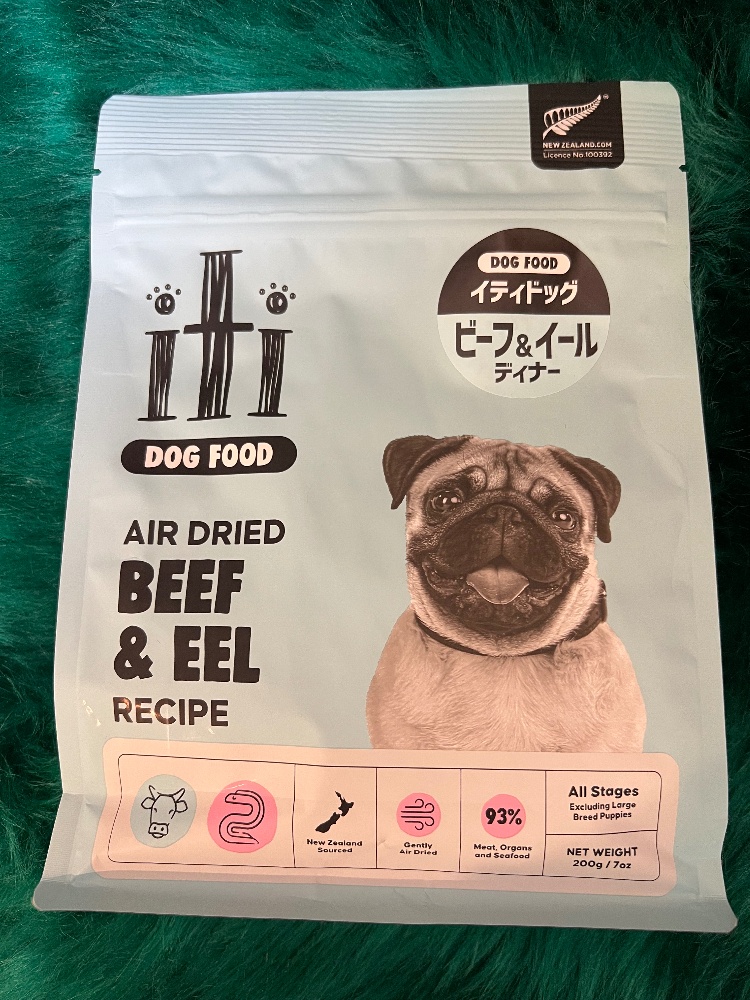 NEW ZEALAND.COM
Licence No.100392
iti
DOG FOOD
DOG FOOD
イティドッグ
ビーフ&イール
ディナー
AIR DRIED
BEEF
& EEL
RECIPE
New Zealand
Sourced
Gently
Air Dried
93%
Meat, Organs
and Seafood
All Stages
Excluding Large
Breed Puppies
NET WEIGHT
200g / 7oz